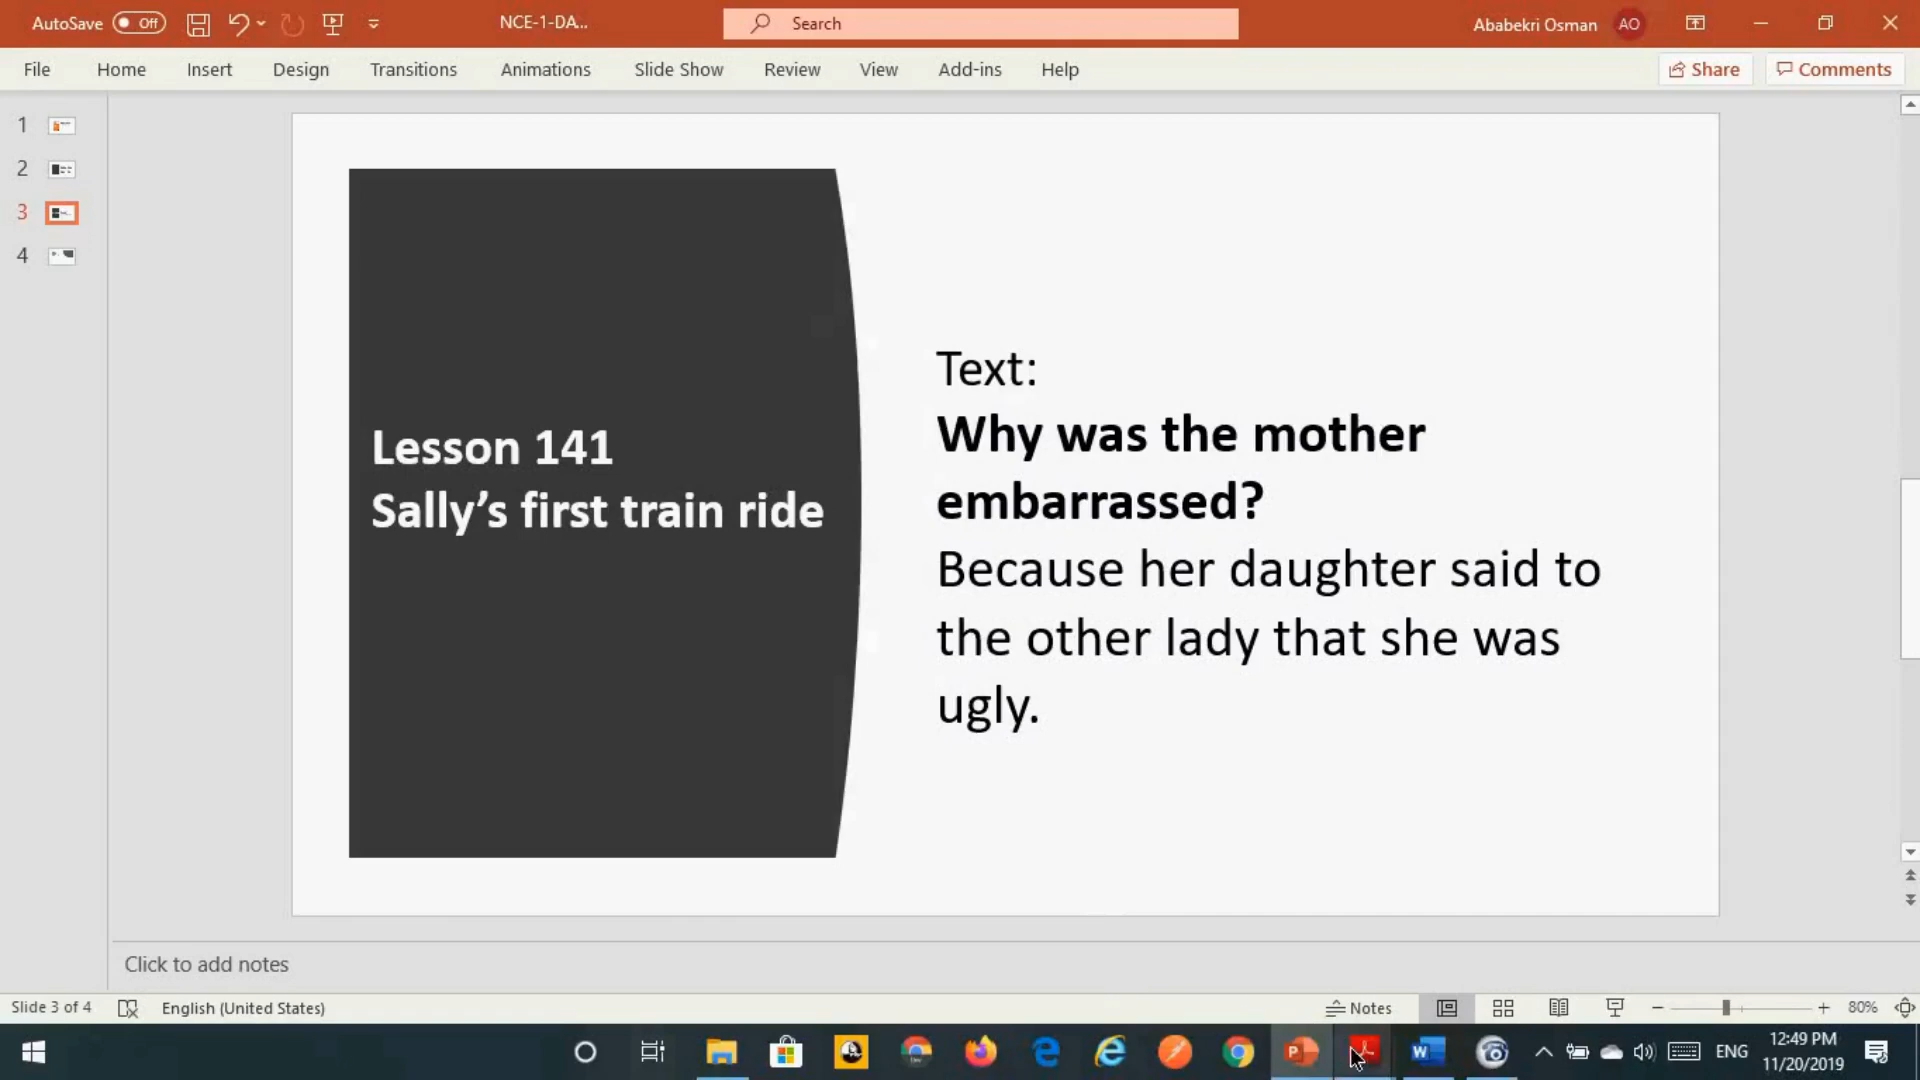 AutoSave Off NCE-1-DA... Search Ababekri Osman AO
File Home Insert Design Transitions Animations Slide Show Review View Add-ins Help Share Comments
1
2
3
4
Lesson 141
Sally's first train ride
Text:
Why was the mother
embarrassed?
Because her daughter said to
the other lady that she was
ugly.
Click to add notes
Slide 3 of 4 English (United States) Notes 80%
ENG 12:49 PM
11/20/2019